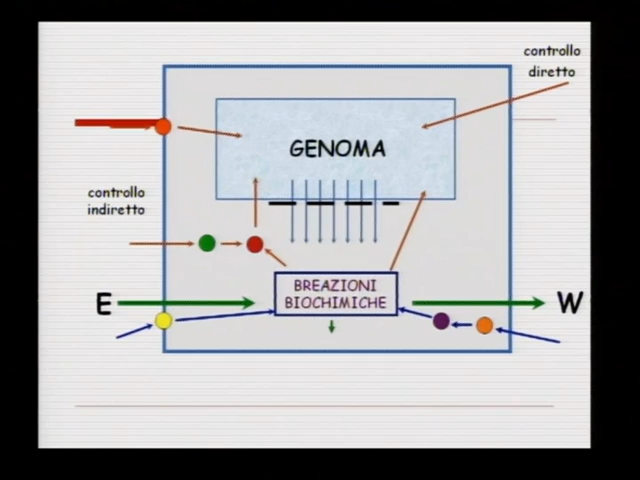 controllo
diretto
GENOMA
controllo
indiretto
BREAZIONI
BIOCHIMICHE
E
W